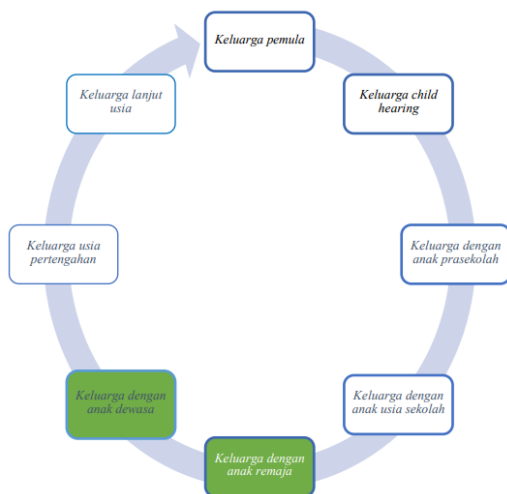 Keluarga pemula
Keluarga child
hearing
Keluarga dengan
anak prasekolah
Keluarga dengan
anak usia sekolah
Keluarga dengan
anak remaja
Keluarga dengan
anak dewasa
Keluarga usia
pertengahan
Keluarga lanjut
usia